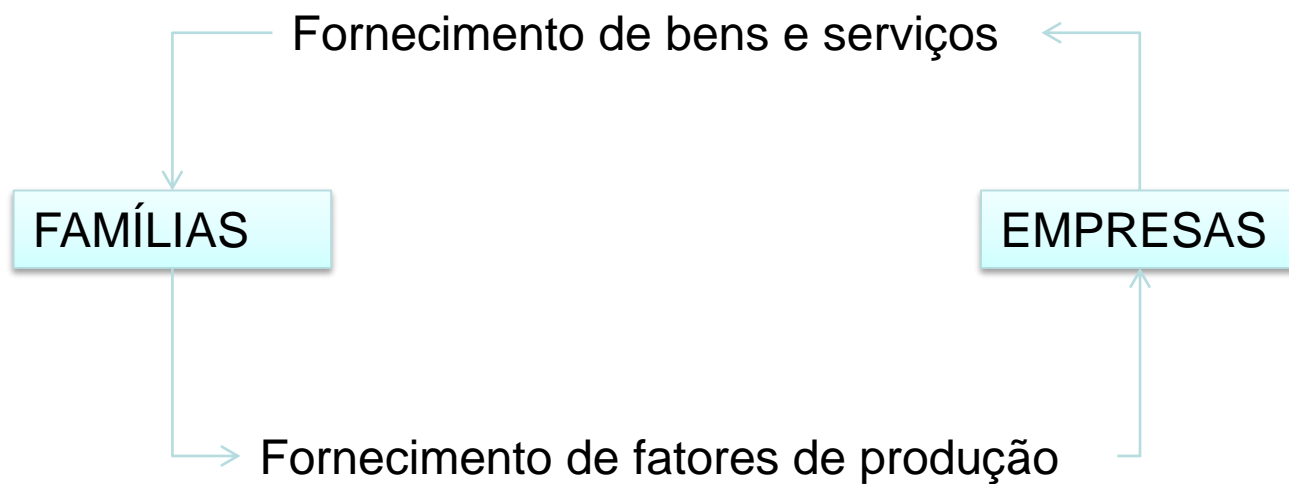 Fornecimento de bens e serviços
FAMÍLIAS
EMPRESAS
Fornecimento de fatores de produção